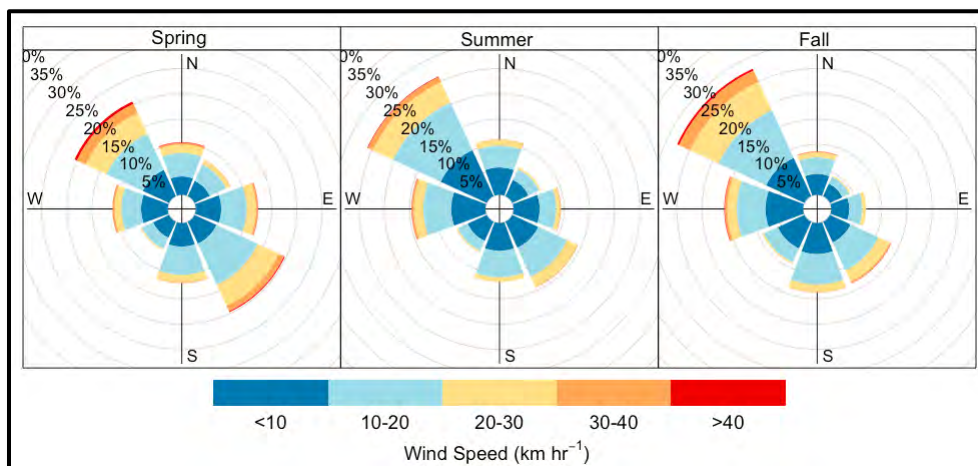 Spring
Summer
Fall
0%
35%
30%
25%
20%
15%
10%
5%
N
W
E
S
0%
35%
30%
25%
20%
15%
10%
5%
N
W
E
S
0%
35%
30%
25%
20%
15%
10%
5%
N
W
E
S
<10
10-20
20-30
30-40
>40
Wind Speed (km hr⁻¹)